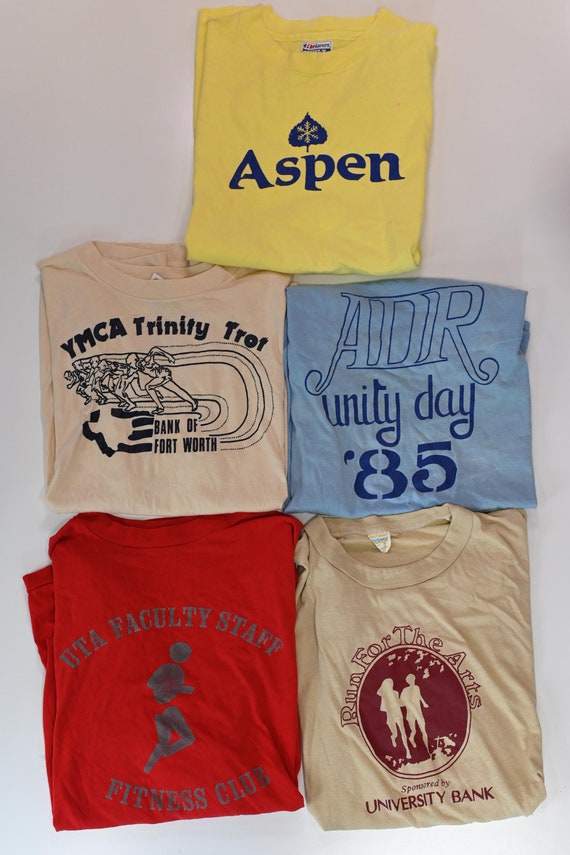 Aspen
YMCA Trinity Trot
BANK OF
FORT WORTH
ADR
unity day
'85
UTA FACULTY STAFF
FITNESS CLUB
Run For The Arts
Sponsored by
UNIVERSITY BANK